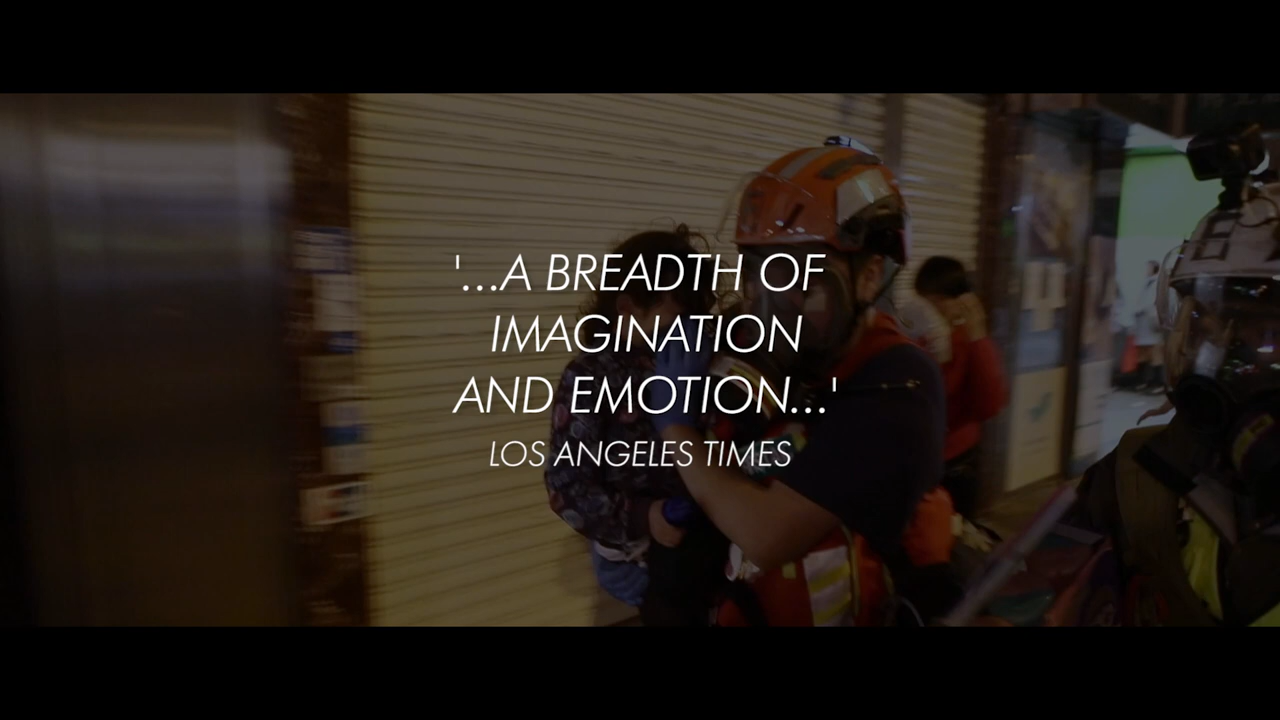 '...A BREADTH OF
IMAGINATION
AND EMOTION...'
LOS ANGELES TIMES